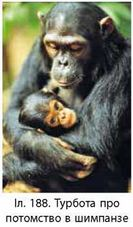 Іл. 188. Турбота про
потомство в шимпанзе